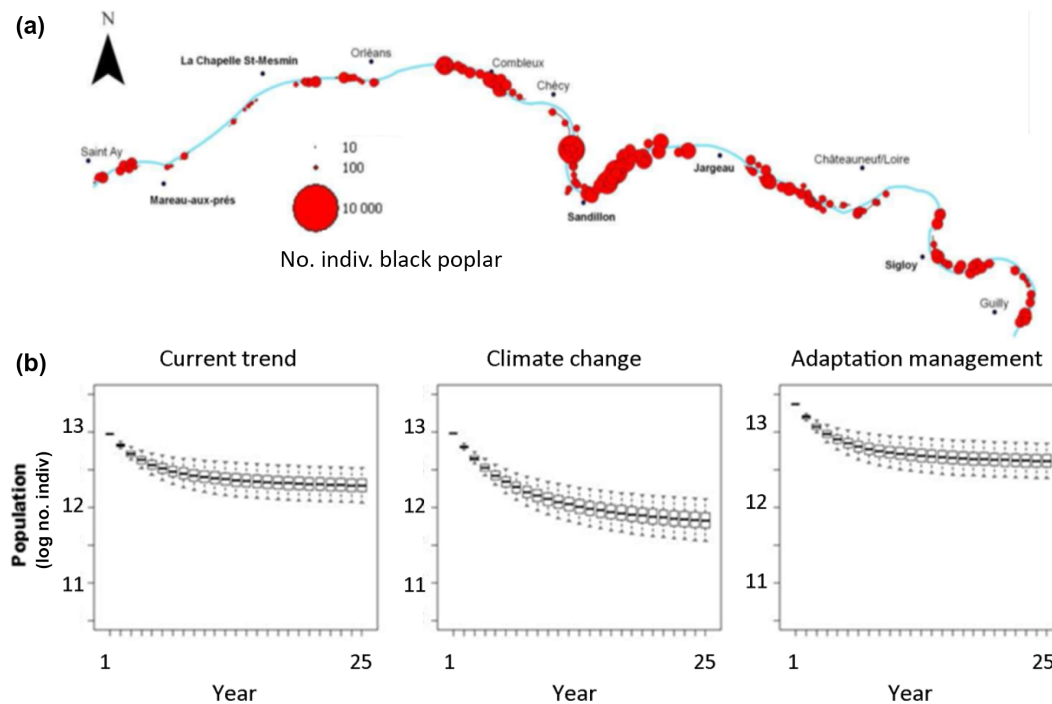 (a)
N
La Chapelle St-Mesmin
Orléans
Combleux
Chécy
Saint Ay
Mareau-aux-prés
10
100
10 000
No. indiv. black poplar
Sandillon
Jargeau
Châteauneuf/Loire
Sigloy
Guilly
(b)
Current trend
Climate change
Adaptation management
Population
(log no. indiv)
13
12
11
1
25
Year
13
12
11
1
25
Year
13
12
11
1
25
Year